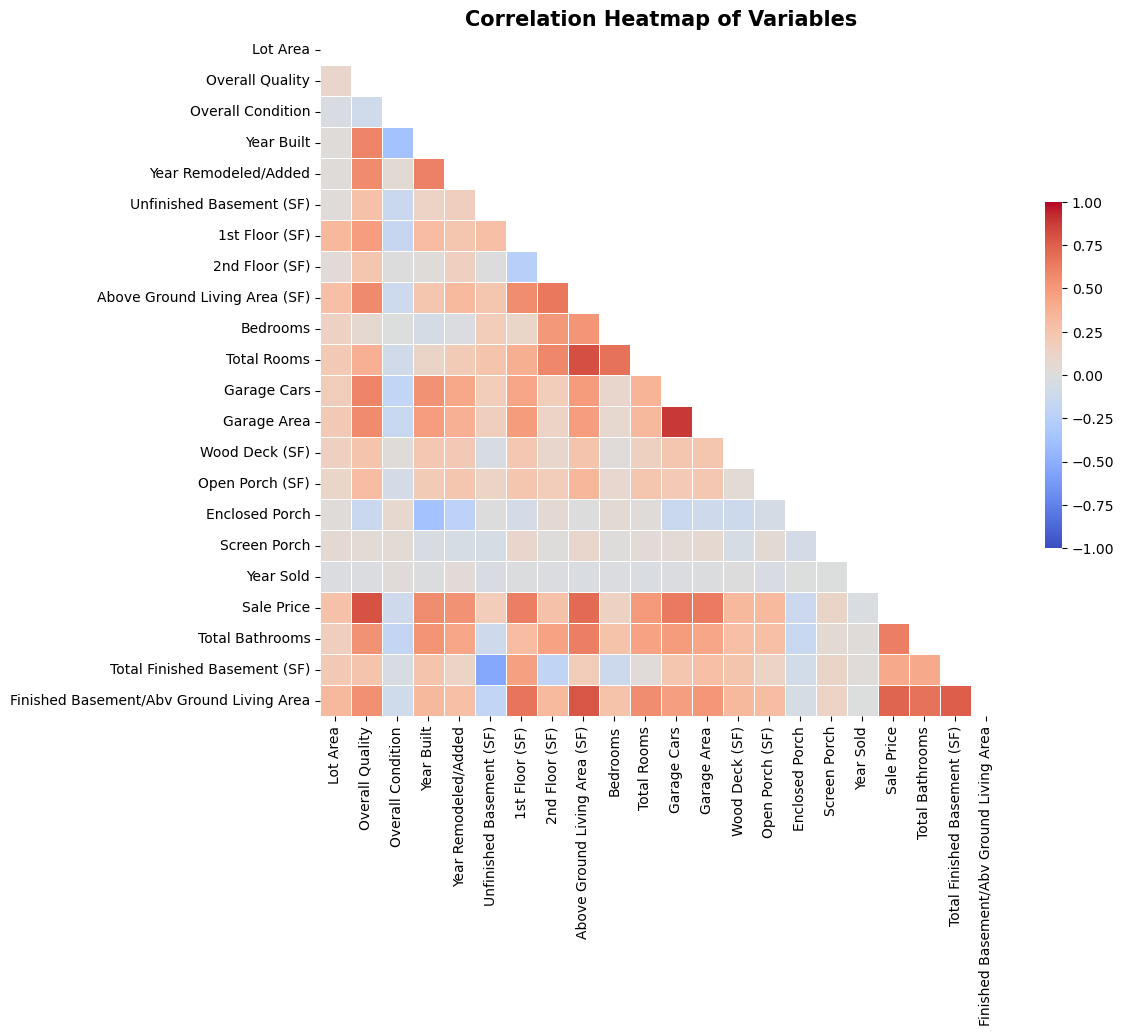 Correlation Heatmap of Variables
Lot Area
Overall Quality
Overall Condition
Year Built
Year Remodeled/Added
Unfinished Basement (SF)
1st Floor (SF)
2nd Floor (SF)
Above Ground Living Area (SF)
Bedrooms
Total Rooms
Garage Cars
Garage Area
Wood Deck (SF)
Open Porch (SF)
Enclosed Porch
Screen Porch
Year Sold
Sale Price
Total Bathrooms
Total Finished Basement (SF)
Finished Basement/Abv Ground Living Area
1.00
0.75
0.50
0.25
0.00
−0.25
−0.50
−0.75
−1.00
Lot Area
Overall Quality
Overall Condition
Year Built
Year Remodeled/Added
Unfinished Basement (SF)
1st Floor (SF)
2nd Floor (SF)
Above Ground Living Area (SF)
Bedrooms
Total Rooms
Garage Cars
Garage Area
Wood Deck (SF)
Open Porch (SF)
Enclosed Porch
Screen Porch
Year Sold
Sale Price
Total Bathrooms
Total Finished Basement (SF)
Finished Basement/Abv Ground Living Area